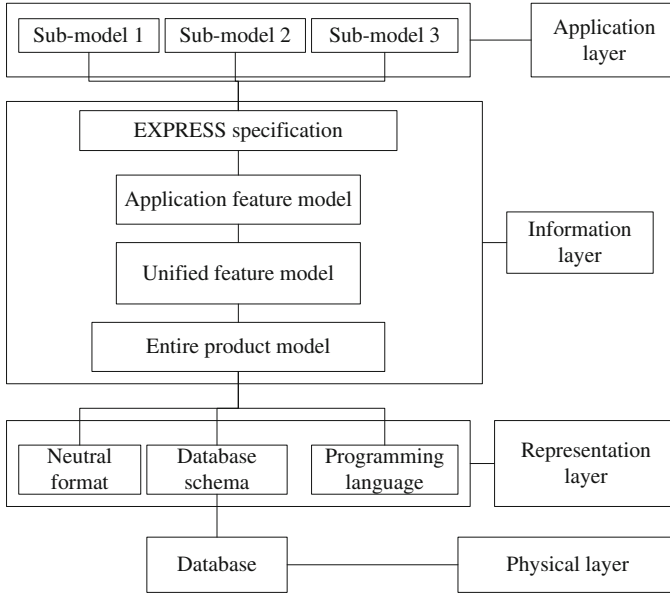 Sub-model 1
Sub-model 2
Sub-model 3
Application
layer
EXPRESS specification
Application feature model
Unified feature model
Entire product model
Information
layer
Neutral
format
Database
schema
Programming
language
Representation
layer
Database
Physical layer